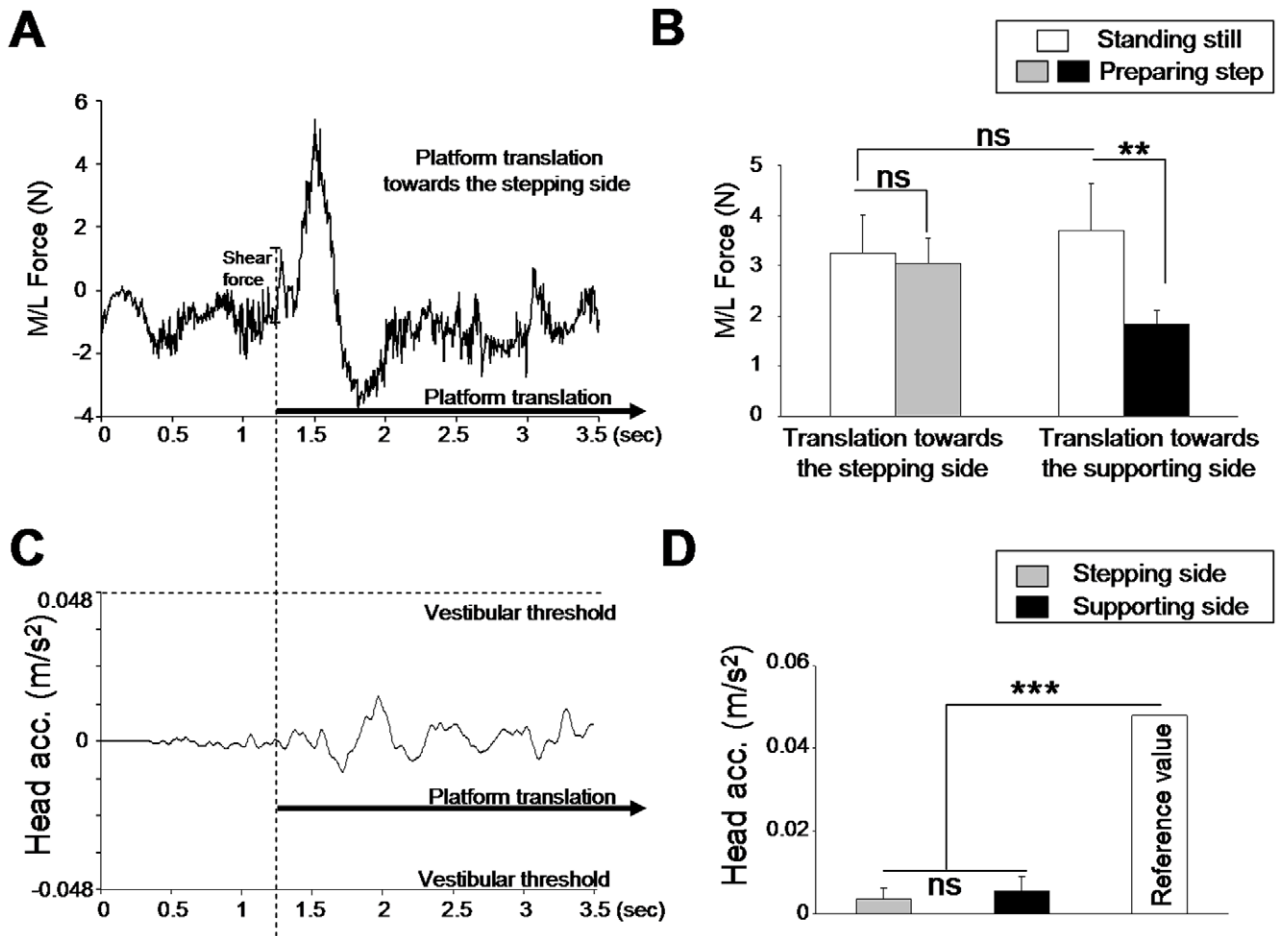 A
M/L Force (N)
6
4
2
0
-2
-4
Platform translation
towards the stepping side
Shear
force
Platform translation
0 0.5 1 1.5 2 2.5 3 3.5 (sec)
B
Standing still
Preparing step
M/L Force (N)
5
4
3
2
1
0
ns
ns
**
Translation towards
the stepping side
Translation towards
the supporting side
C
Head acc. (m/s²)
0.048
0
-0.048
Vestibular threshold
Platform translation
Vestibular threshold
0 0.5 1 1.5 2 2.5 3 3.5 (sec)
D
Stepping side
Supporting side
Head acc. (m/s²)
0.06
0.04
0.02
0
***
ns
Reference value